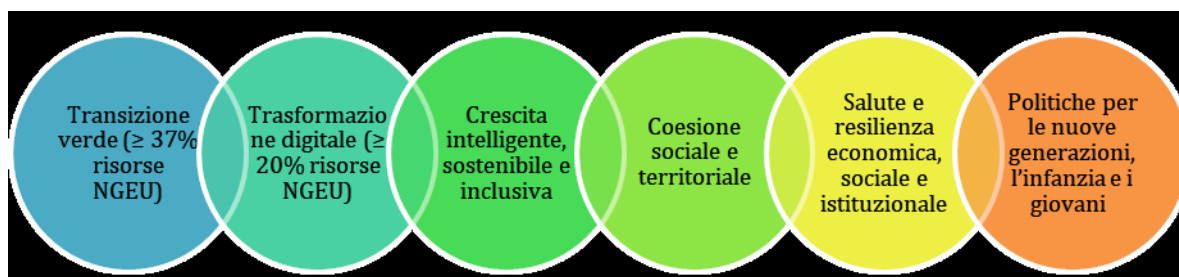 Transizione
verde (≥ 37%
risorse
NGEU)
Trasformazio
ne digitale (≥
20% risorse
NGEU)
Crescita
intelligente,
sostenibile e
inclusiva
Coesione
sociale e
territoriale
Salute e
resilienza
economica,
sociale e
istituzionale
Politiche per
le nuove
generazioni,
l'infanzia e i
giovani